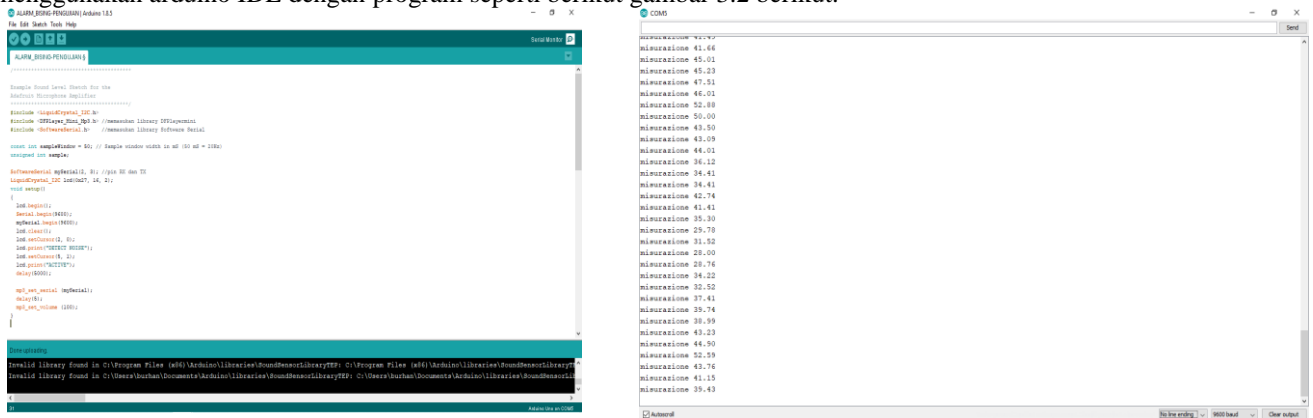 menggunakan arduino IDE dengan program seperti berikut gambar 3.2 berikut.
ALARM_BISING-PENGUJIAN | Arduino 1.8.5
File Edit Sketch Tools Help
Serial Monitor
ALARM_BISING-PENGUJIAN §
Example Sound Level Sketch for the
Adafruit Microphone Amplifier
#include <LiquidCrystal_I2C.h>
#include <DFPlayer_Mini_Mp3.h> //memasukan library DFPlayermini
#include <SoftwareSerial.h> //memasukan library Software Serial
const int sampleWindow = 50; // Sample window width in mS (50 mS = 20Hz)
unsigned int sample;
SoftwareSerial mySerial(2, 3); //pin RX dan TX
LiquidCrystal_I2C lcd(0x27, 16, 2);
void setup()
{
lcd.begin();
Serial.begin(9600);
mySerial.begin(9600);
lcd.clear();
lcd.setCursor(2, 0);
lcd.print("DETECT NOISE");
lcd.setCursor(5, 1);
lcd.print("ACTIVE");
delay(5000);
mp3_set_serial (mySerial);
delay(5);
mp3_set_volume (100);
}
Done uploading.
Invalid library found in C:\Program Files (x86)\Arduino\libraries\SoundSensorLibraryTEP: C:\Program Files (x86)\Arduino\libraries\SoundSensorLibraryTE
Invalid library found in C:\Users\burhan\Documents\Arduino\libraries\SoundSensorLibraryTEP: C:\Users\burhan\Documents\Arduino\libraries\SoundSensorLi
31
Arduino Uno on COM5
COM5
Send
misurazione 41.45
misurazione 41.66
misurazione 45.01
misurazione 45.23
misurazione 47.51
misurazione 46.01
misurazione 52.88
misurazione 50.00
misurazione 43.50
misurazione 43.09
misurazione 44.01
misurazione 36.12
misurazione 34.41
misurazione 34.41
misurazione 42.74
misurazione 41.41
misurazione 35.30
misurazione 29.78
misurazione 31.52
misurazione 28.00
misurazione 28.76
misurazione 34.22
misurazione 32.52
misurazione 37.41
misurazione 39.74
misurazione 38.99
misurazione 43.23
misurazione 44.90
misurazione 52.59
misurazione 43.76
misurazione 41.15
misurazione 39.43
Autoscroll
No line ending
9600 baud
Clear output